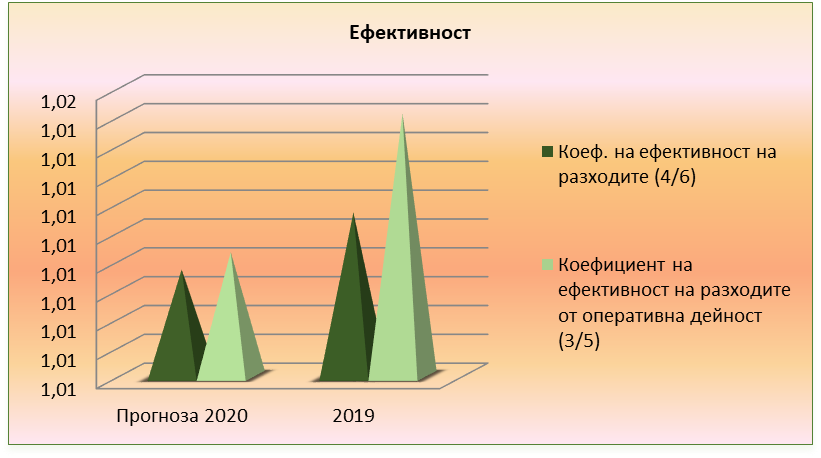 Ефективност
1,02
1,01
1,01
1,01
1,01
1,01
1,01
1,01
1,01
1,01
1,01
Прогноза 2020
2019
Коеф. на ефективност на
разходите (4/6)
Коефициент на
ефективност на разходите
от оперативна дейност
(3/5)